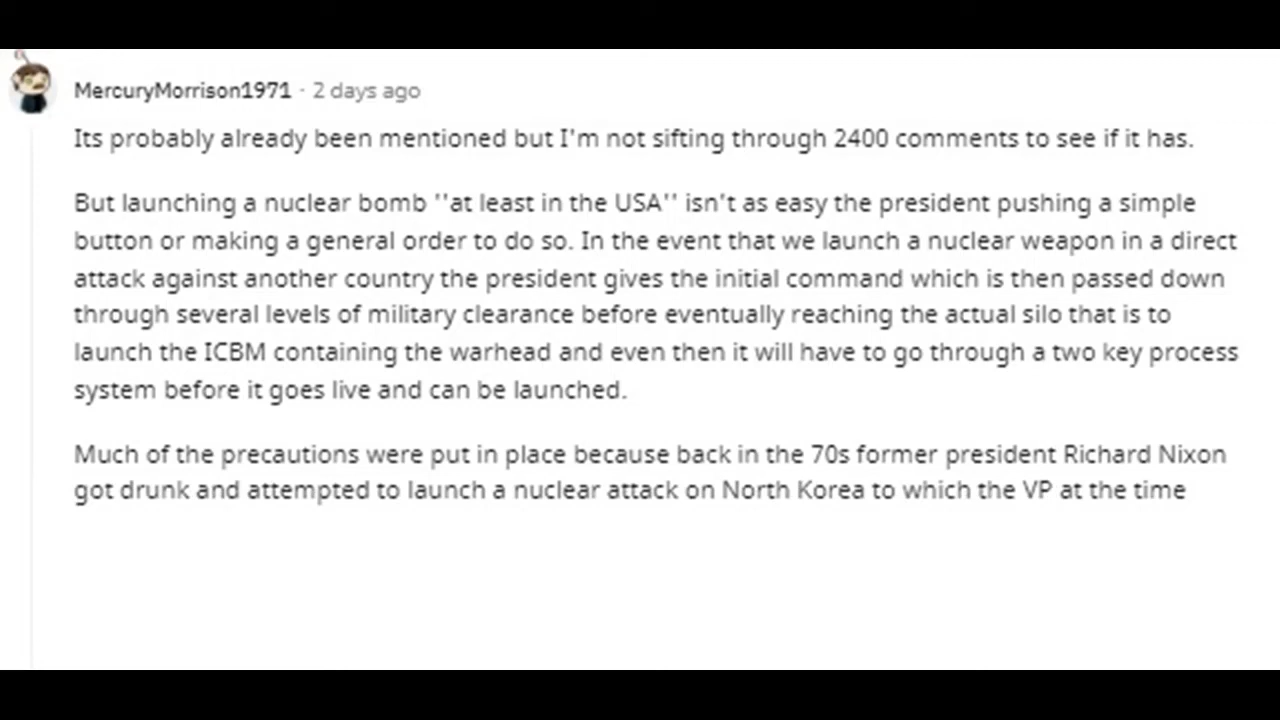 MercuryMorrison1971 · 2 days ago
Its probably already been mentioned but I'm not sifting through 2400 comments to see if it has.
But launching a nuclear bomb ''at least in the USA'' isn't as easy the president pushing a simple
button or making a general order to do so. In the event that we launch a nuclear weapon in a direct
attack against another country the president gives the initial command which is then passed down
through several levels of military clearance before eventually reaching the actual silo that is to
launch the ICBM containing the warhead and even then it will have to go through a two key process
system before it goes live and can be launched.
Much of the precautions were put in place because back in the 70s former president Richard Nixon
got drunk and attempted to launch a nuclear attack on North Korea to which the VP at the time